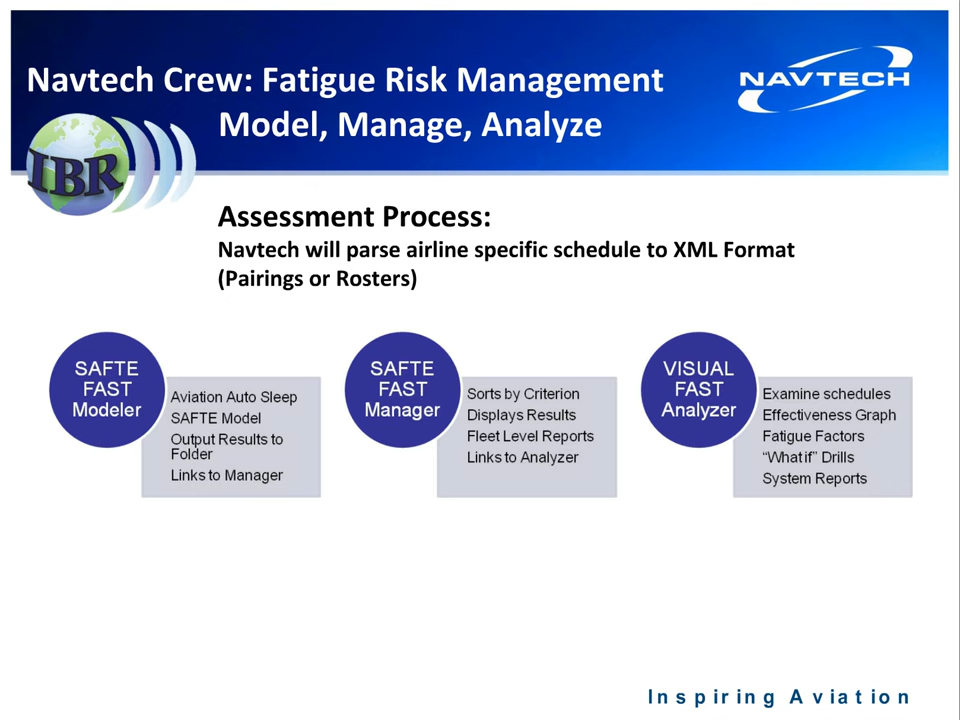 Navtech Crew: Fatigue Risk Management
Model, Manage, Analyze
NAVTECH
IBR
Assessment Process:
Navtech will parse airline specific schedule to XML Format
(Pairings or Rosters)
SAFTE
FAST
Modeler
Aviation Auto Sleep
SAFTE Model
Output Results to
Folder
Links to Manager
SAFTE
FAST
Manager
Sorts by Criterion
Displays Results
Fleet Level Reports
Links to Analyzer
VISUAL
FAST
Analyzer
Examine schedules
Effectiveness Graph
Fatigue Factors
“What if” Drills
System Reports
Inspiring Aviation